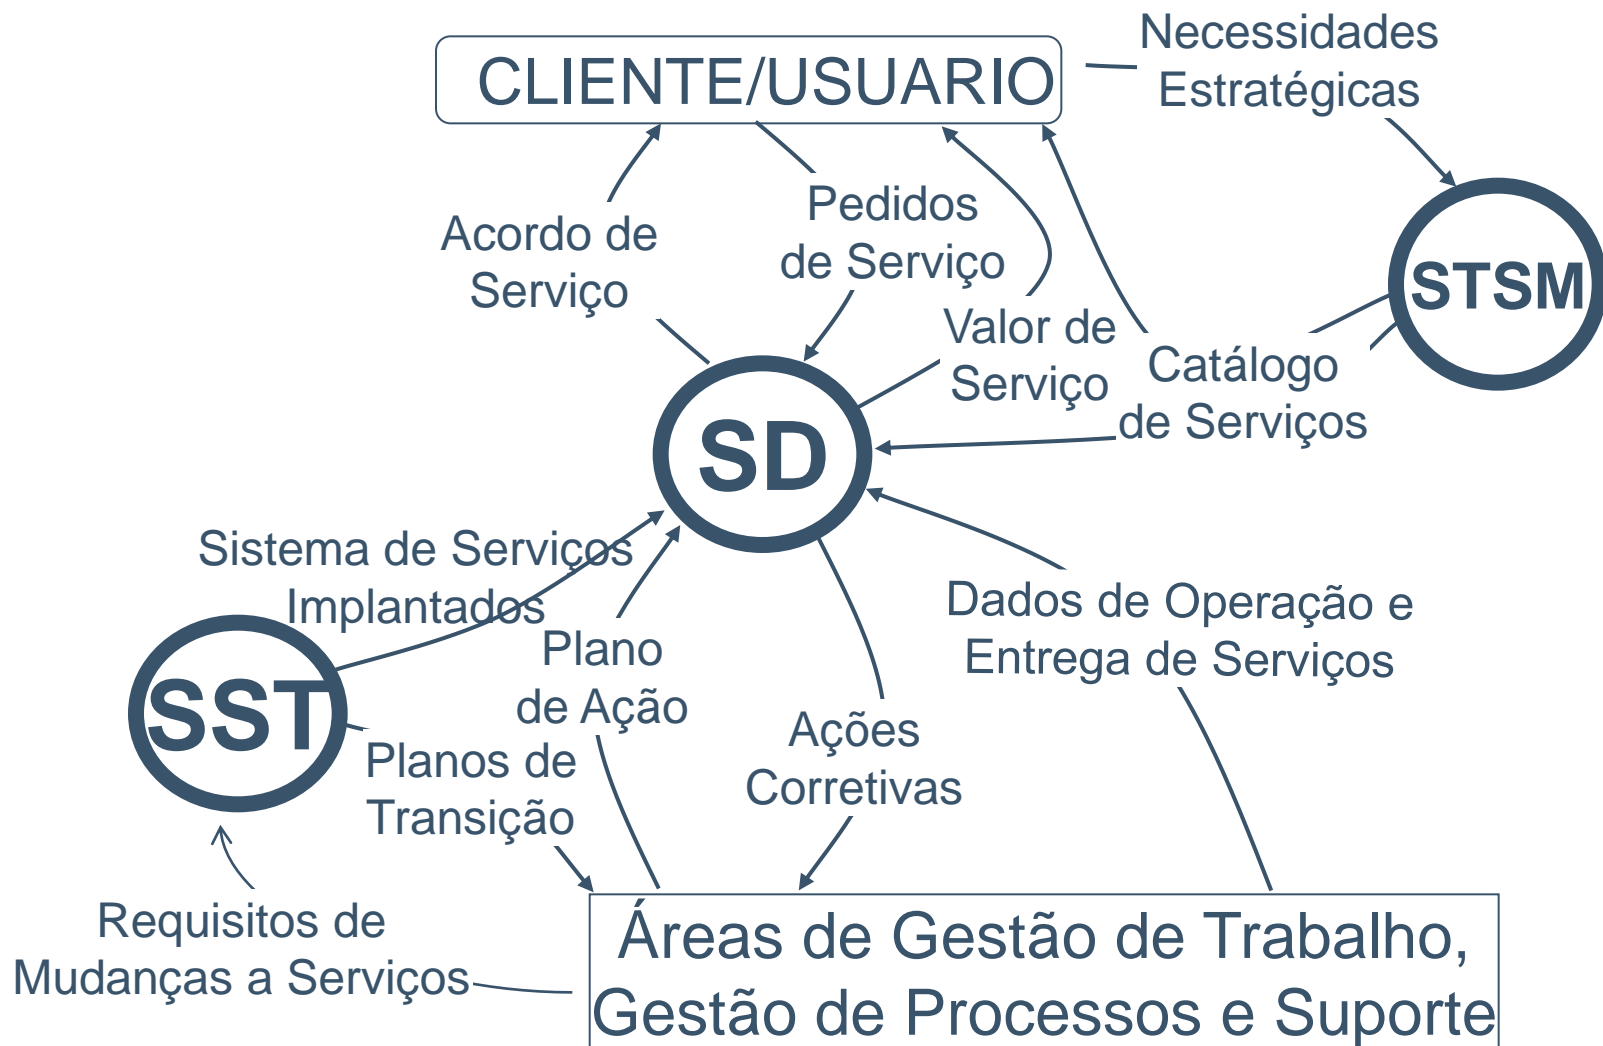 Necessidades
Estratégicas
CLIENTE/USUARIO
Acordo de
Serviço
Pedidos
de Serviço
Valor de
Serviço
STSM
Catálogo
de Serviços
SD
Sistema de Serviços
Implantados
Plano
de Ação
Dados de Operação e
Entrega de Serviços
SST
Planos de
Transição
Ações
Corretivas
Requisitos de
Mudanças a Serviços
Áreas de Gestão de Trabalho,
Gestão de Processos e Suporte